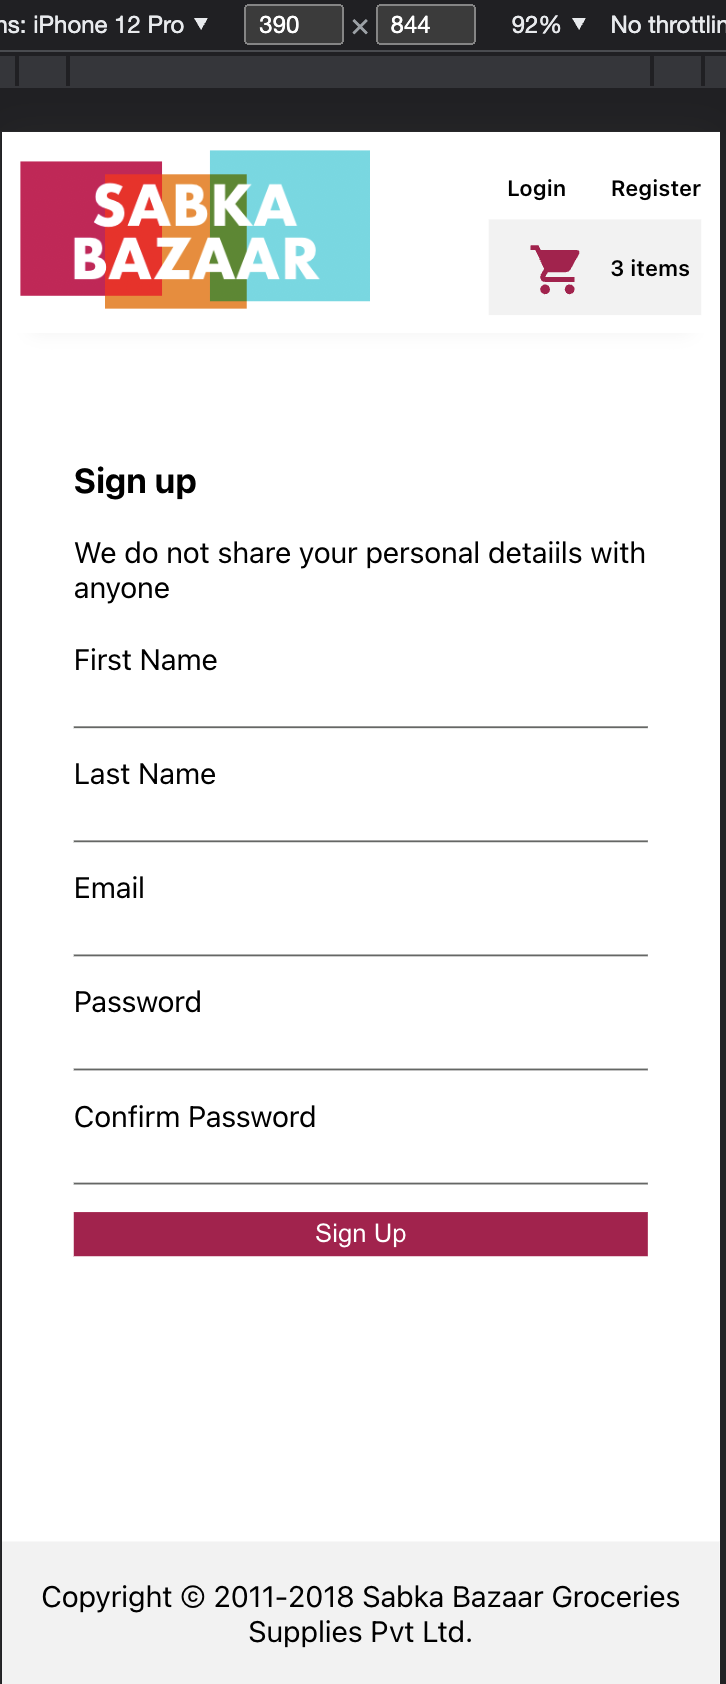 ns: iPhone 12 Pro ▼ 390 × 844 92% ▼ No throttlin
SABKA
BAZAAR
Login Register
3 items
Sign up
We do not share your personal detaiils with
anyone
First Name
Last Name
Email
Password
Confirm Password
Sign Up
Copyright © 2011-2018 Sabka Bazaar Groceries
Supplies Pvt Ltd.